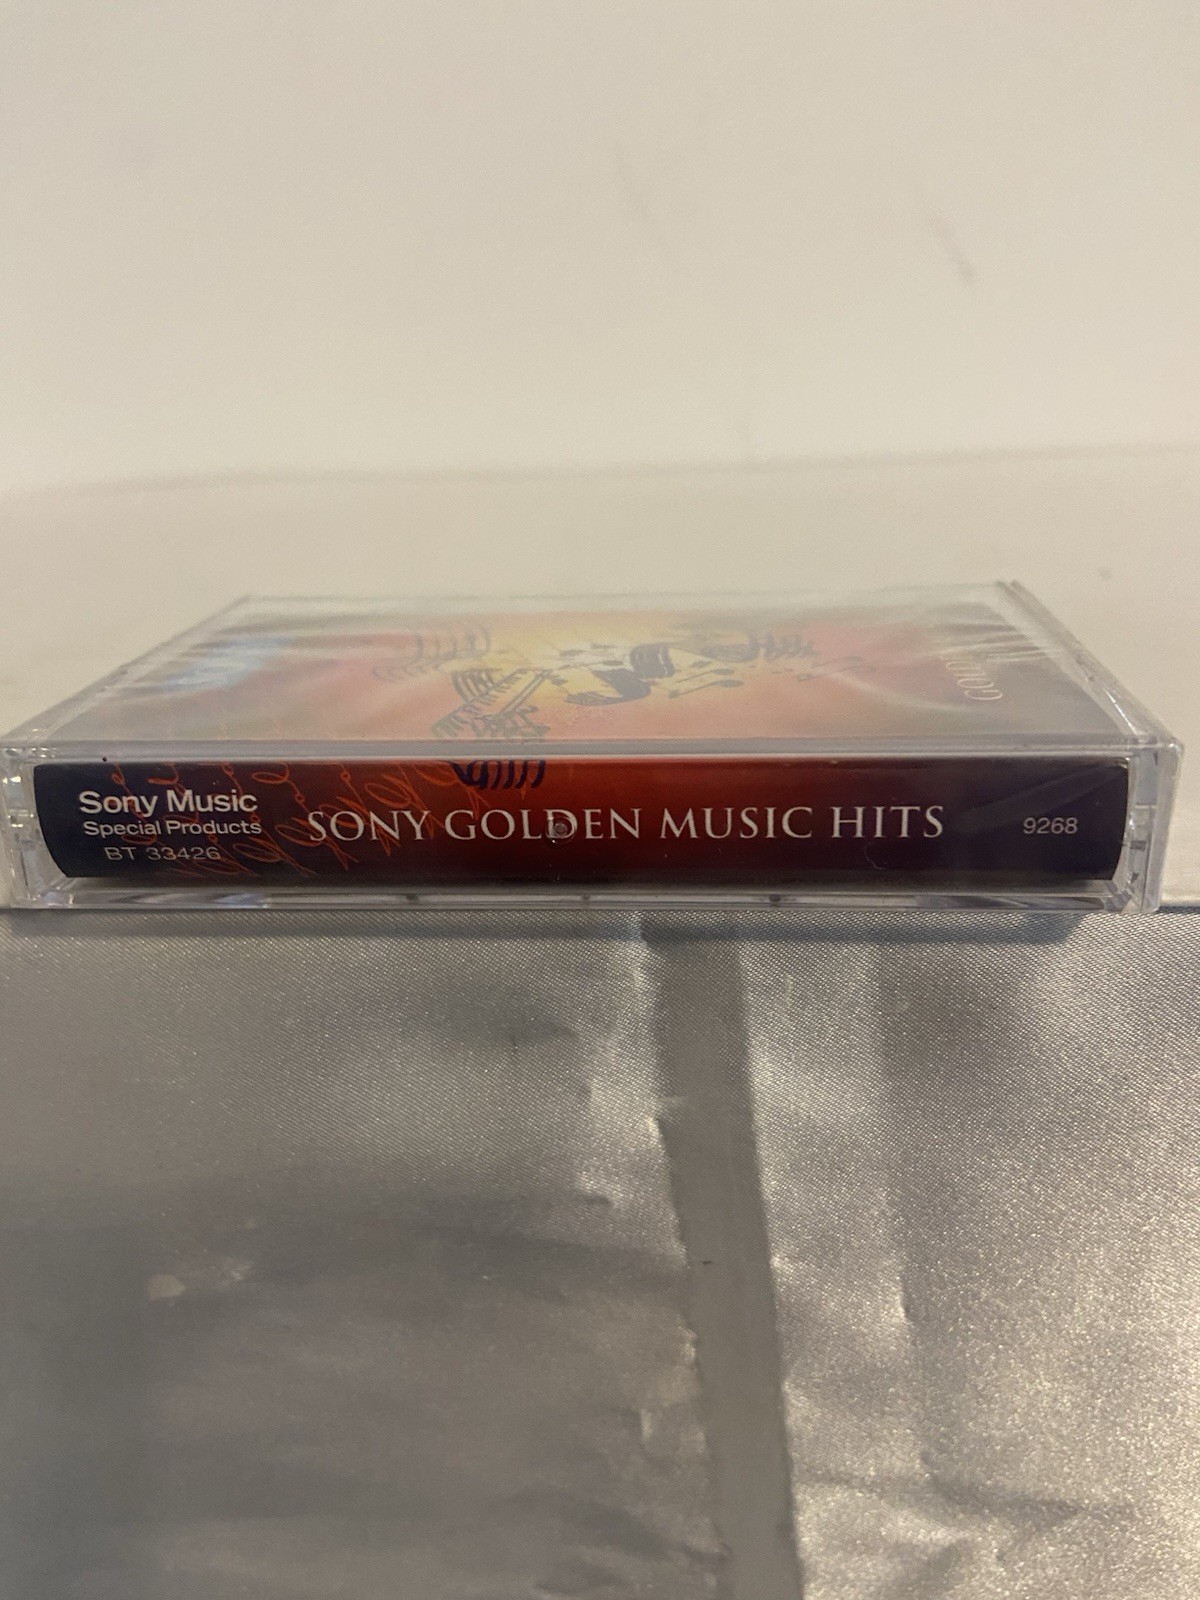 Sony Music
Special Products
BT 33426
SONY GOLDEN MUSIC HITS
9268